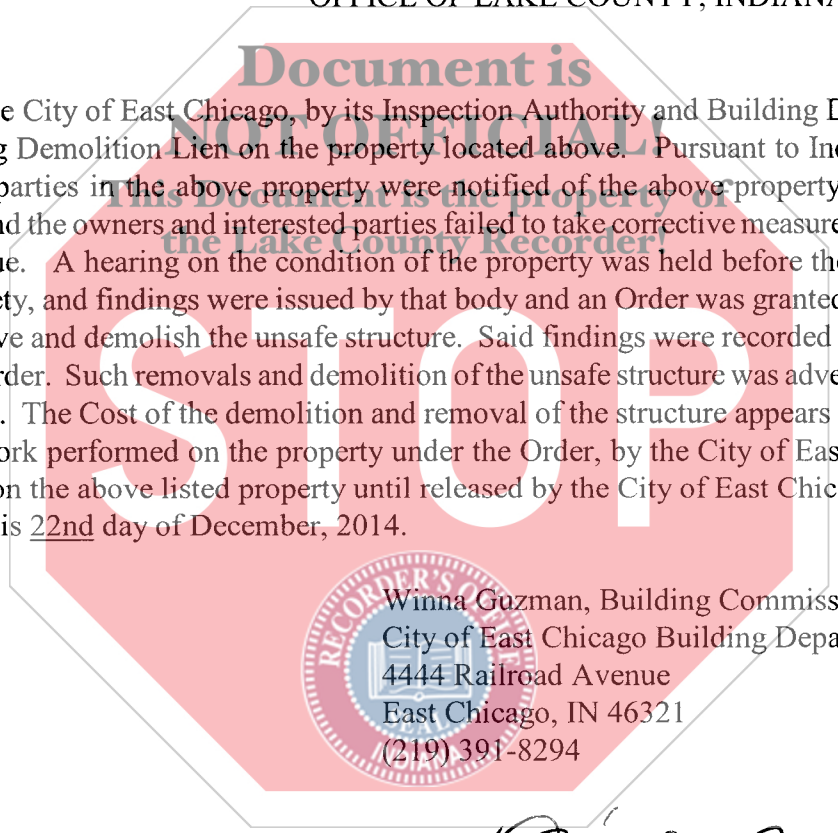 OFFICE OF LAKE COUNTY, INDIANA
Document is
e City of East Chicago, by its Inspection Authority and Building D
NOT OFFICIAL!
g Demolition Lien on the property located above. Pursuant to In
parties in the above property were notified of the above property
This Document is the property of
nd the owners and interested parties failed to take corrective measure
the Lake County Recorder!
ue. A hearing on the condition of the property was held before th
ety, and findings were issued by that body and an Order was granted
ve and demolish the unsafe structure. Said findings were recorded
rder. Such removals and demolition of the unsafe structure was adve
. The Cost of the demolition and removal of the structure appears
ork performed on the property under the Order, by the City of Eas
on the above listed property until released by the City of East Chic
is 22nd day of December, 2014.
STOP
Winna Guzman, Building Commiss
City of East Chicago Building Depa
4444 Railroad Avenue
East Chicago, IN 46321
(219) 391-8294
RECORDER'S OFFICE
SEAL
INDIANA